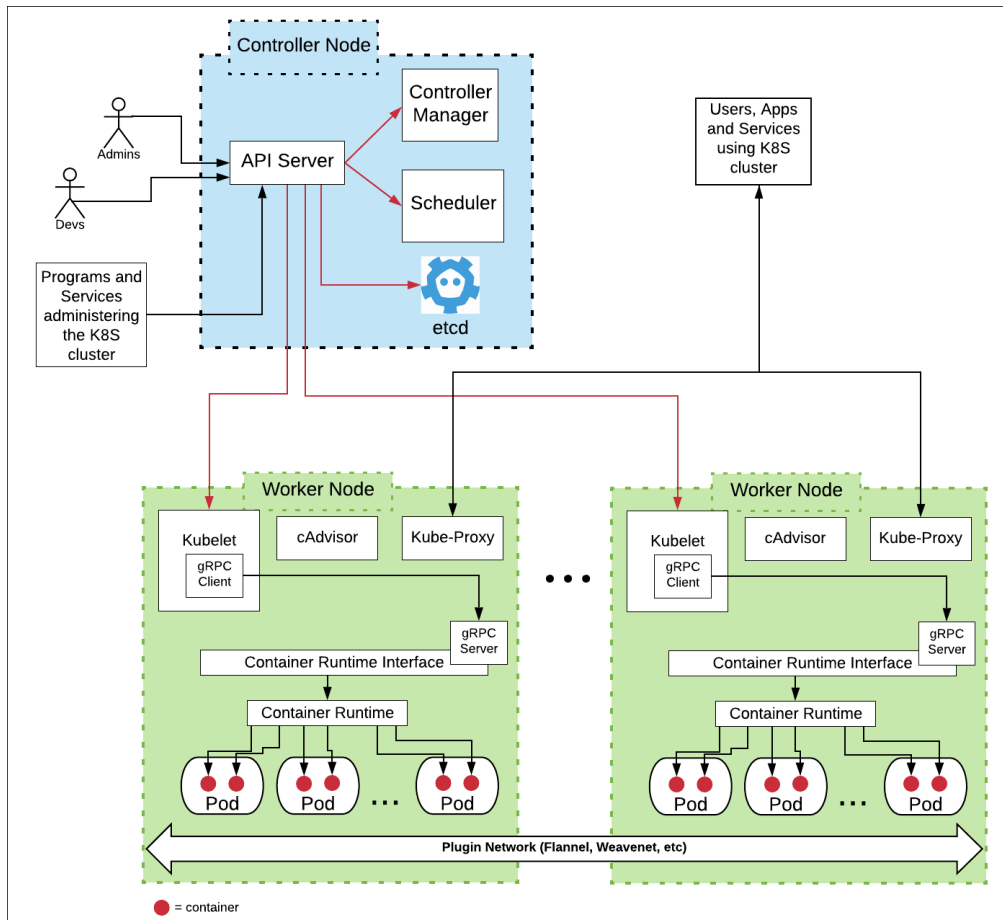 Controller Node
Controller
Manager
API Server
Scheduler
etcd
Admins
Devs
Programs and
Services
administering
the K8S
cluster
Users, Apps
and Services
using K8S
cluster
Worker Node
Kubelet
gRPC
Client
cAdvisor
Kube-Proxy
gRPC
Server
Container Runtime Interface
Container Runtime
Pod
Pod
...
Pod
...
Worker Node
Kubelet
gRPC
Client
cAdvisor
Kube-Proxy
gRPC
Server
Container Runtime Interface
Container Runtime
Pod
Pod
...
Pod
Plugin Network (Flannel, Weavenet, etc)
= container